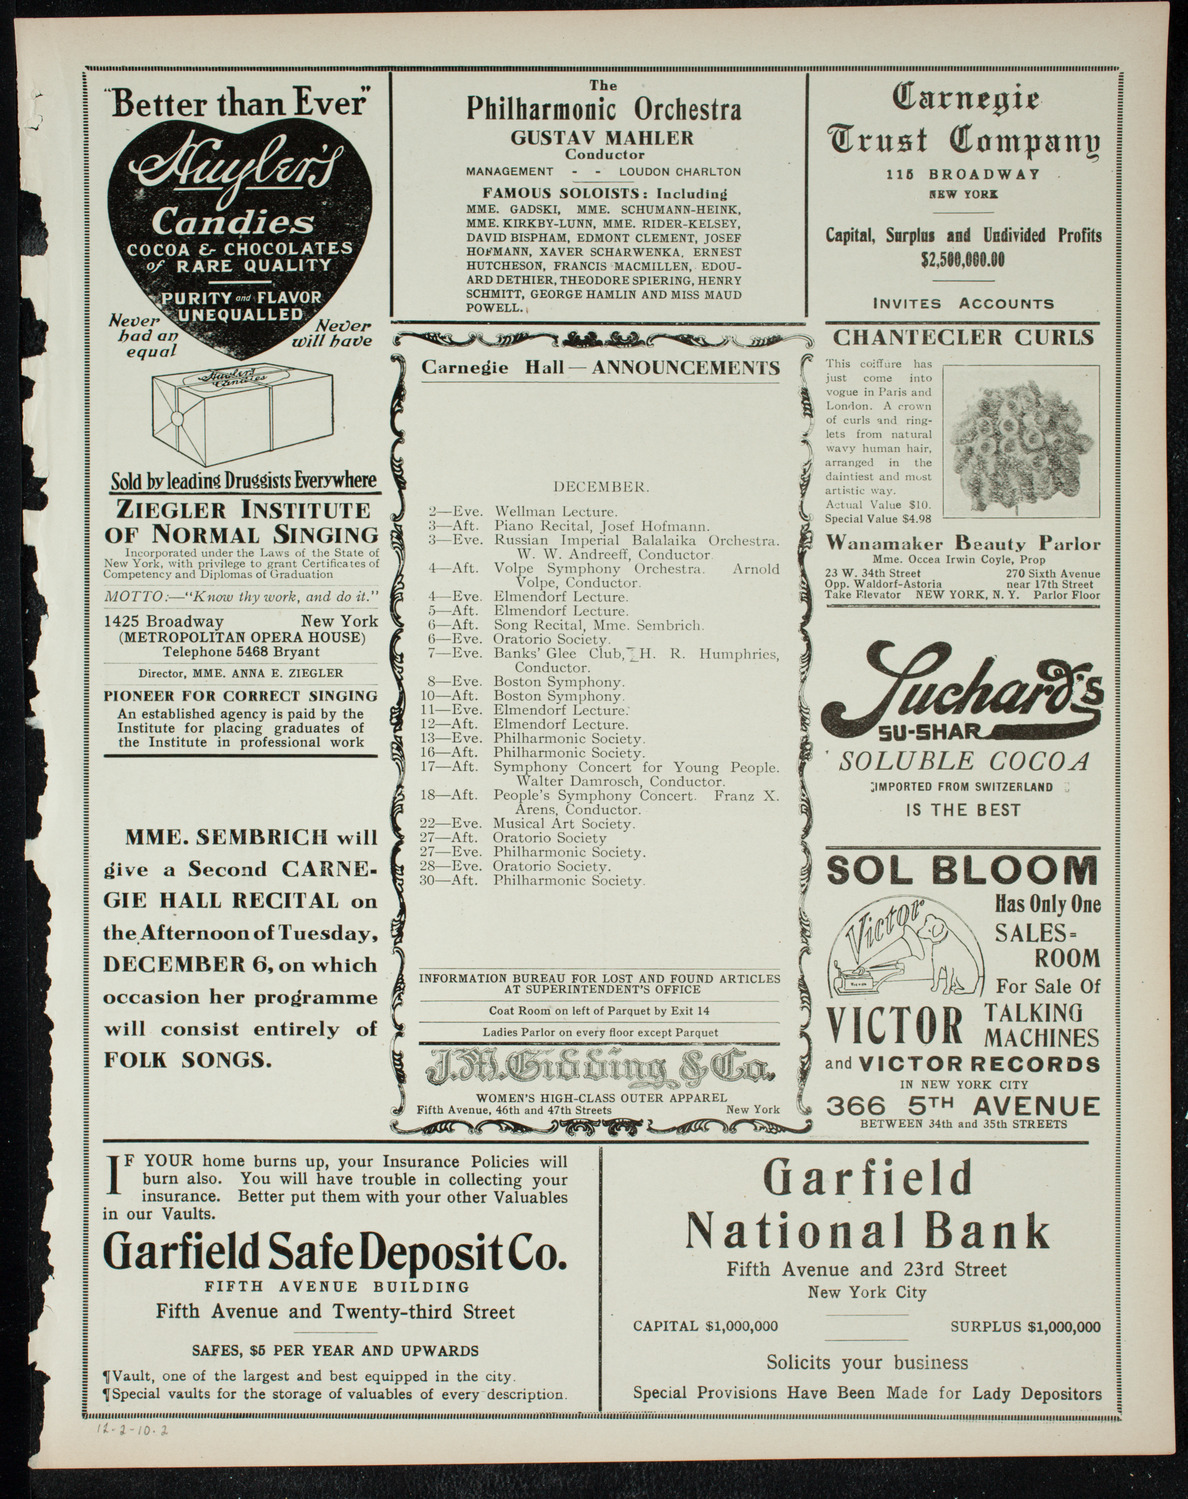 "Better than Ever"
Huyler's
Candies
COCOA & CHOCOLATES
of RARE QUALITY
PURITY and FLAVOR
UNEQUALLED
Never
had an
equal
Never
will have
Huyler's
Candies
Sold by leading Druggists Everywhere
ZIEGLER INSTITUTE
OF NORMAL SINGING
Incorporated under the Laws of the State of
New York, with privilege to grant Certificates of
Competency and Diplomas of Graduation
MOTTO:—"Know thy work, and do it."
1425 Broadway New York
(METROPOLITAN OPERA HOUSE)
Telephone 5468 Bryant
Director, MME. ANNA E. ZIEGLER
PIONEER FOR CORRECT SINGING
An established agency is paid by the
Institute for placing graduates of
the Institute in professional work
MME. SEMBRICH will
give a Second CARNE-
GIE HALL RECITAL on
the Afternoon of Tuesday,
DECEMBER 6, on which
occasion her programme
will consist entirely of
FOLK SONGS.
The
Philharmonic Orchestra
GUSTAV MAHLER
Conductor
MANAGEMENT - - LOUDON CHARLTON
FAMOUS SOLOISTS: Including
MME. GADSKI, MME. SCHUMANN-HEINK,
MME. KIRKBY-LUNN, MME. RIDER-KELSEY,
DAVID BISPHAM, EDMONT CLEMENT, JOSEF
HOFMANN, XAVER SCHARWENKA, ERNEST
HUTCHESON, FRANCIS MACMILLEN, EDOU-
ARD DETHIER, THEODORE SPIERING, HENRY
SCHMITT, GEORGE HAMLIN AND MISS MAUD
POWELL.
Carnegie Hall—ANNOUNCEMENTS
DECEMBER.
2—Eve. Wellman Lecture.
3—Aft. Piano Recital, Josef Hofmann.
3—Eve. Russian Imperial Balalaika Orchestra.
W. W. Andreeff, Conductor
4—Aft. Volpe Symphony Orchestra. Arnold
Volpe, Conductor.
4—Eve. Elmendorf Lecture.
5—Aft. Elmendorf Lecture.
6—Aft. Song Recital, Mme. Sembrich.
6—Eve. Oratorio Society.
7—Eve. Banks' Glee Club, H. R. Humphries,
Conductor.
8—Eve. Boston Symphony.
10—Aft. Boston Symphony.
11—Eve. Elmendorf Lecture.
12—Aft. Elmendorf Lecture.
13—Eve. Philharmonic Society.
16—Aft. Philharmonic Society.
17—Aft. Symphony Concert for Young People.
Walter Damrosch, Conductor.
18—Aft. People's Symphony Concert. Franz X.
Arens, Conductor.
22—Eve. Musical Art Society.
27—Aft. Oratorio Society
27—Eve. Philharmonic Society.
28—Eve. Oratorio Society.
30—Aft. Philharmonic Society.
INFORMATION BUREAU FOR LOST AND FOUND ARTICLES
AT SUPERINTENDENT'S OFFICE
Coat Room on left of Parquet by Exit 14
Ladies Parlor on every floor except Parquet
J.M. Gidding & Co.
WOMEN'S HIGH-CLASS OUTER APPAREL
Fifth Avenue, 46th and 47th Streets New York
Carnegie
Trust Company
115 BROADWAY
NEW YORK
Capital, Surplus and Undivided Profits
$2,500,000.00
INVITES ACCOUNTS
CHANTECLER CURLS
This coiffure has
just come into
vogue in Paris and
London. A crown
of curls and ring-
lets from natural
wavy human hair,
arranged in the
daintiest and most
artistic way.
Actual Value $10.
Special Value $4.98
Wanamaker Beauty Parlor
Mme. Occea Irwin Coyle, Prop
23 W. 34th Street 270 Sixth Avenue
Opp. Waldorf-Astoria near 17th Street
Take Elevator NEW YORK, N. Y. Parlor Floor
Suchard's
SU-SHAR
SOLUBLE COCOA
IMPORTED FROM SWITZERLAND
IS THE BEST
SOL BLOOM
Victor
Has Only One
SALES-
ROOM
For Sale Of
VICTOR TALKING
MACHINES
and VICTOR RECORDS
IN NEW YORK CITY
366 5TH AVENUE
BETWEEN 34th and 35th STREETS
IF YOUR home burns up, your Insurance Policies will
burn also. You will have trouble in collecting your
insurance. Better put them with your other Valuables
in our Vaults.
Garfield Safe Deposit Co.
FIFTH AVENUE BUILDING
Fifth Avenue and Twenty-third Street
SAFES, $5 PER YEAR AND UPWARDS
¶Vault, one of the largest and best equipped in the city.
¶Special vaults for the storage of valuables of every description.
Garfield
National Bank
Fifth Avenue and 23rd Street
New York City
CAPITAL $1,000,000 SURPLUS $1,000,000
Solicits your business
Special Provisions Have Been Made for Lady Depositors
12-2-10-2